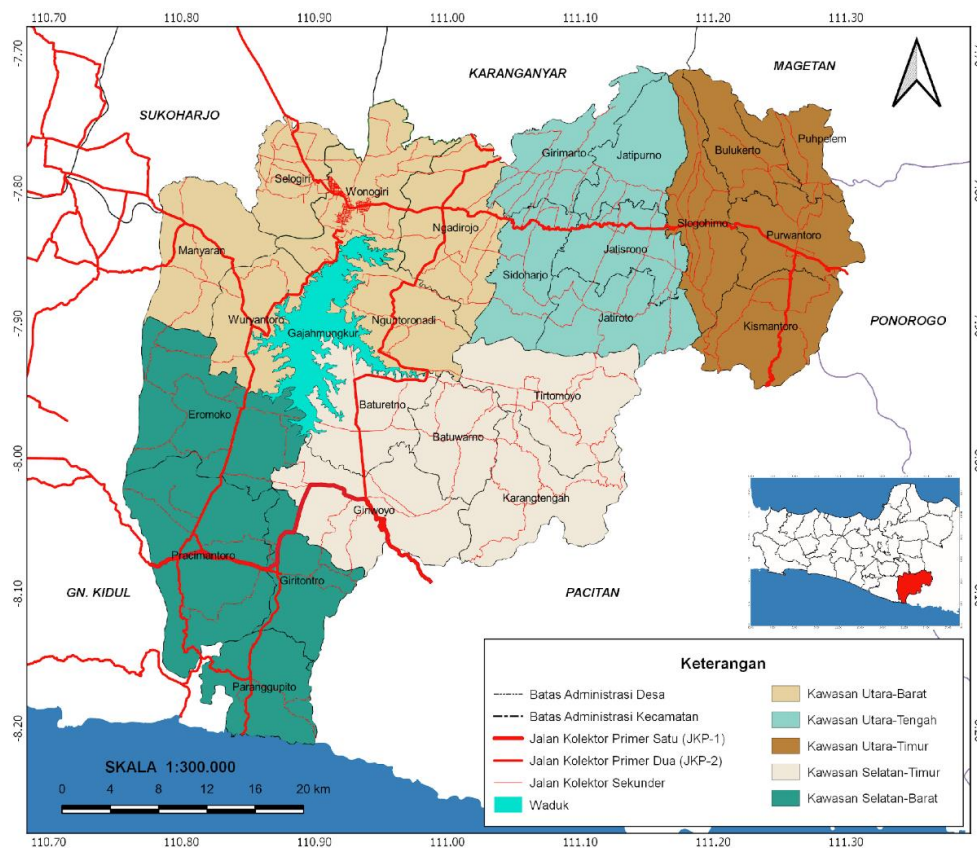 110.70 110.80 110.90 111.00 111.10 111.20 111.30
-7.70
KARANGANYAR
MAGETAN
SUKOHARJO
Puhpelem
Bulukerto
Girimarto
Jatipurno
Selogiri
Wonogiri
-7.80
Ngadirojo
Slogohimo
Purwantoro
Manyaran
Jatisrono
Sidoharjo
-7.90
Wuryantoro
Nguntoronadi
Jatiroto
Kismantoro
PONOROGO
Gajahmungkur
Eromoko
Baturetno
Tirtomoyo
Batuwarno
-8.00
Karangtengah
Giriwoyo
Pracimantoro
Giritontro
-8.10
GN. KIDUL
PACITAN
Paranggupito
-8.20
SKALA 1:300.000
0 4 8 12 16 20 km
Keterangan
Batas Administrasi Desa
Batas Administrasi Kecamatan
Jalan Kolektor Primer Satu (JKP-1)
Jalan Kolektor Primer Dua (JKP-2)
Jalan Kolektor Sekunder
Waduk
Kawasan Utara-Barat
Kawasan Utara-Tengah
Kawasan Utara-Timur
Kawasan Selatan-Timur
Kawasan Selatan-Barat
110.70 110.80 110.90 111.00 111.10 111.20 111.30